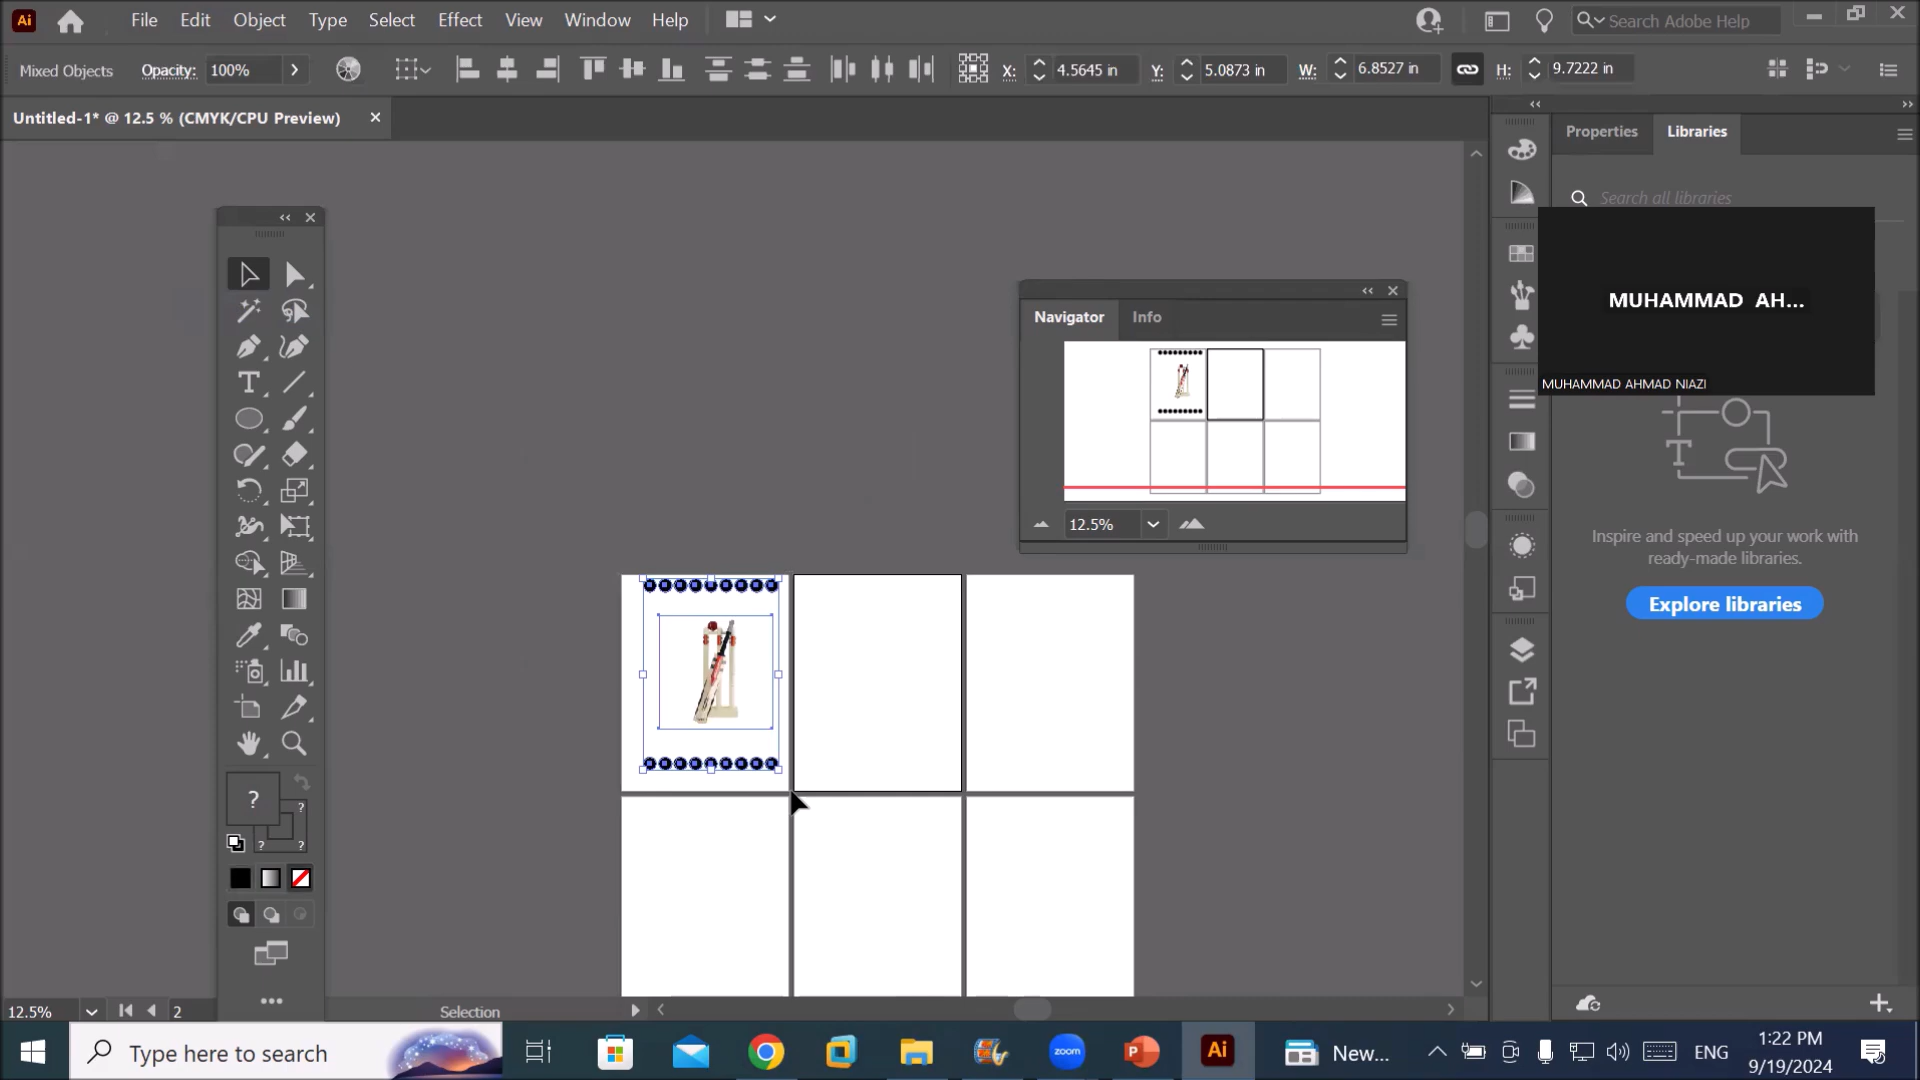 Ai File Edit Object Type Select Effect View Window Help Search Adobe Help
Mixed Objects Opacity: 100% X: 4.5645 in Y: 5.0873 in W: 6.8527 in H: 9.7222 in
Untitled-1* @ 12.5 % (CMYK/CPU Preview)
Properties Libraries
Search all libraries
MUHAMMAD AH...
MUHAMMAD AHMAD NIAZI
Navigator Info
12.5%
Inspire and speed up your work with
ready-made libraries.
Explore libraries
?
?
? ?
12.5% 2 Selection
Type here to search zoom Ai New... ENG 1:22 PM
9/19/2024